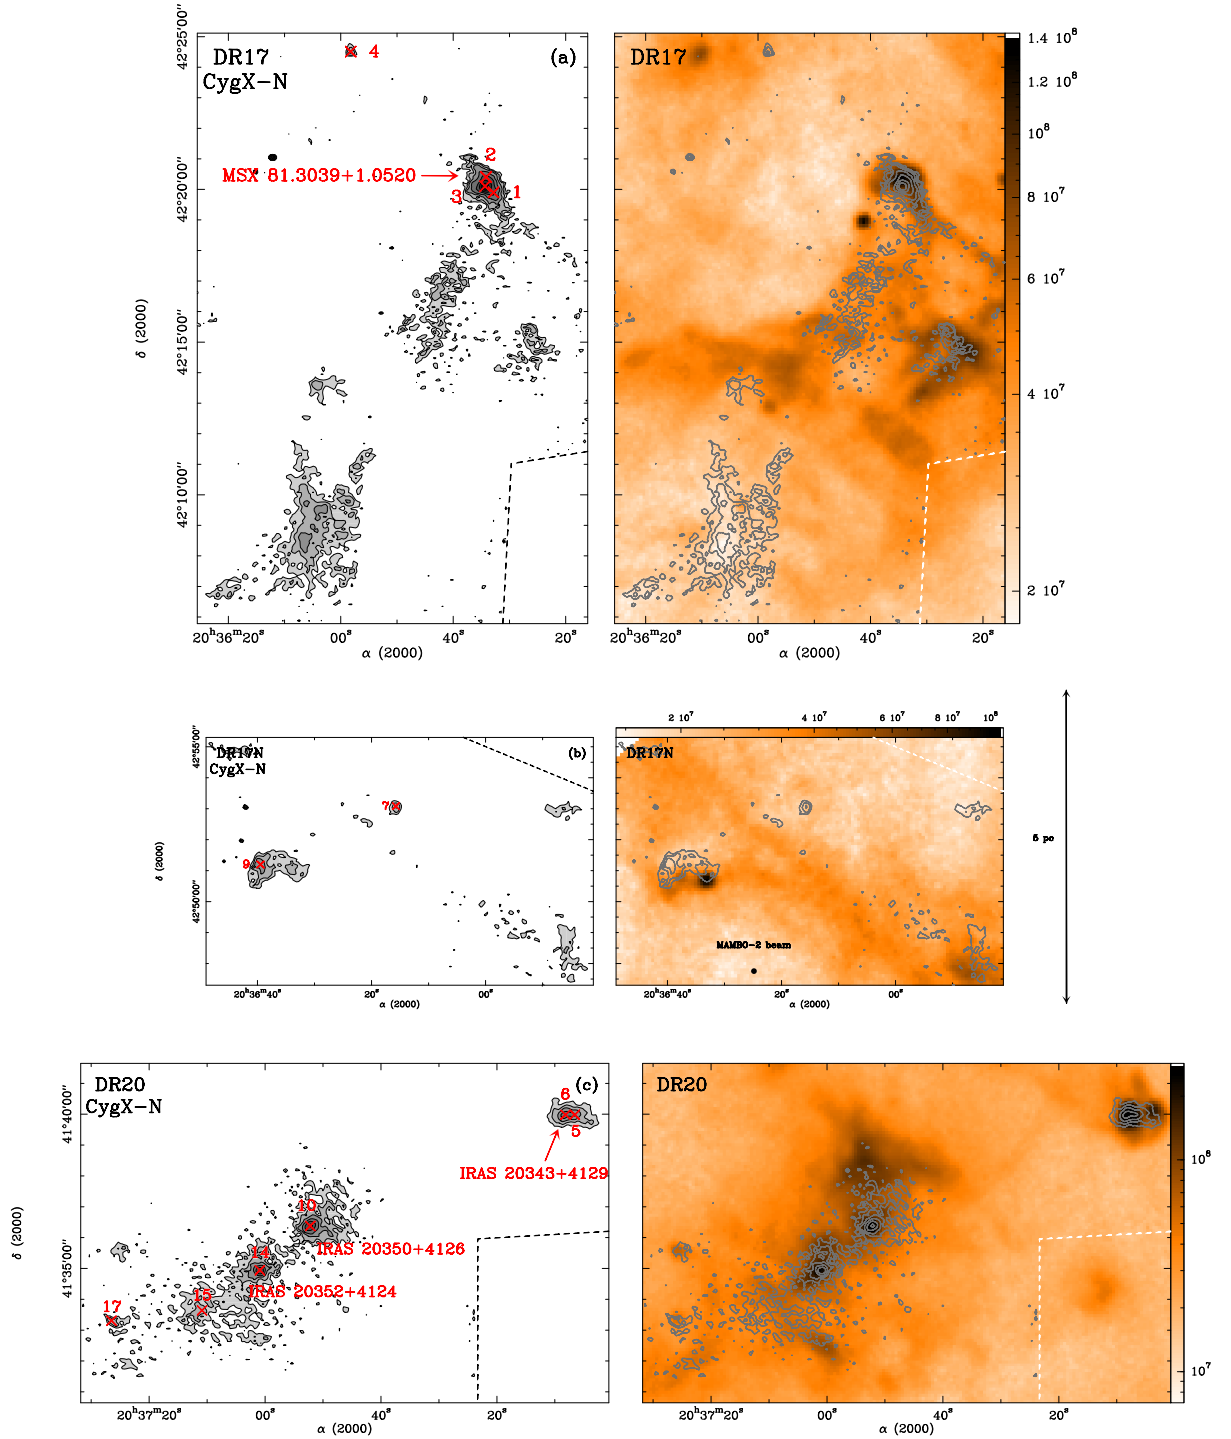 DR17
CygX-N
(a)
4
2
MSX 81.3039+1.0520
3
1
42°25'00"
42°20'00"
42°15'00"
42°10'00"
δ (2000)
20ʰ36ᵐ20ˢ
00ˢ
40ˢ
20ˢ
α (2000)
DR17
1.4 10⁸
1.2 10⁸
10⁸
8 10⁷
6 10⁷
4 10⁷
2 10⁷
20ʰ36ᵐ20ˢ
00ˢ
40ˢ
20ˢ
α (2000)
DR17N
CygX-N
(b)
7
9
42°55'00"
42°50'00"
δ (2000)
20ʰ36ᵐ40ˢ
20ˢ
00ˢ
α (2000)
2 10⁷
4 10⁷
6 10⁷
8 10⁷
10⁸
DR17N
MAMBO-2 beam
20ʰ36ᵐ40ˢ
20ˢ
00ˢ
α (2000)
5 pc
DR20
CygX-N
(c)
6
5
IRAS 20343+4129
10
IRAS 20350+4126
14
IRAS 20352+4124
15
17
41°40'00"
41°35'00"
δ (2000)
20ʰ37ᵐ20ˢ
00ˢ
40ˢ
20ˢ
α (2000)
DR20
10⁸
10⁷
20ʰ37ᵐ20ˢ
00ˢ
40ˢ
20ˢ
α (2000)